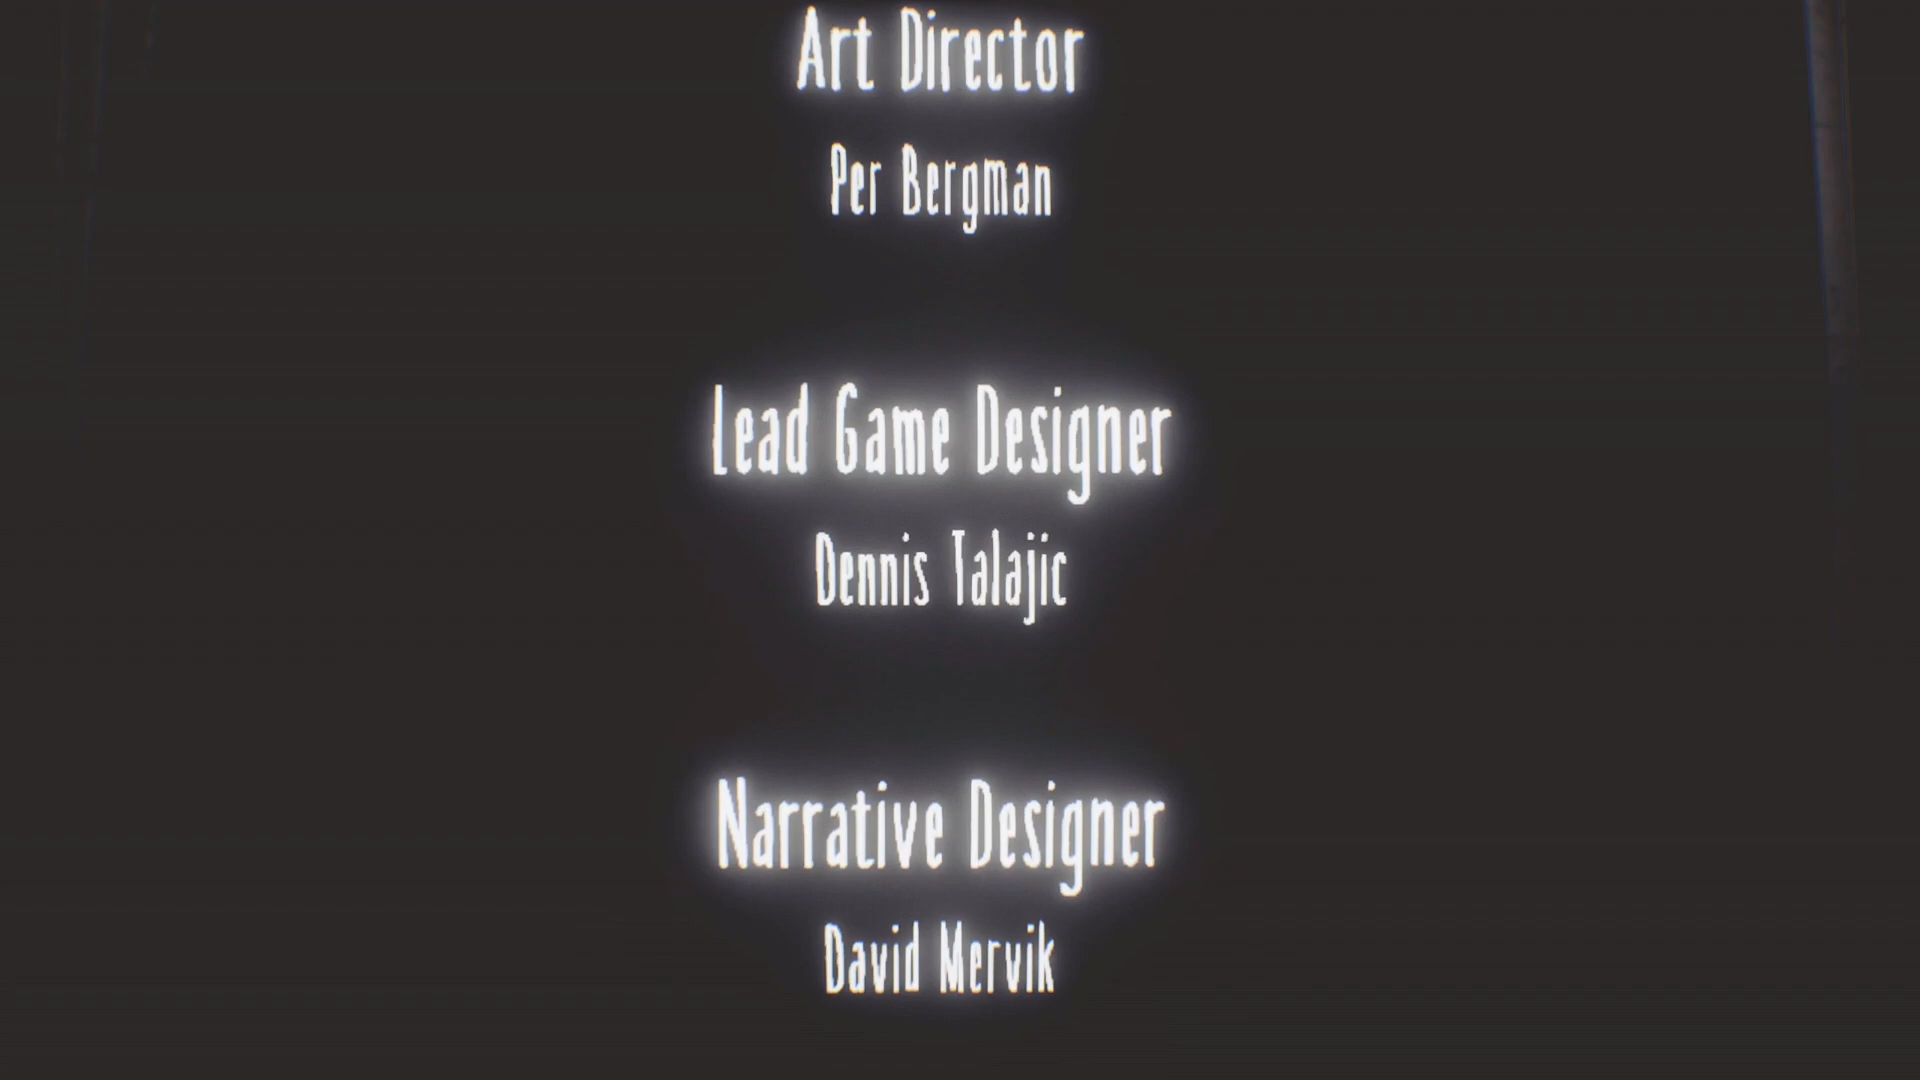 Art Director
Per Bergman
Lead Game Designer
Dennis Talajic
Narrative Designer
David Mervik